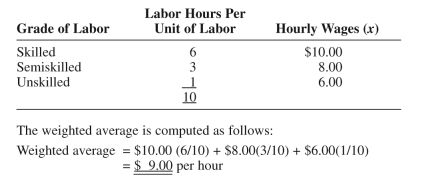 Labor Hours Per
Grade of Labor Unit of Labor Hourly Wages (x)
Skilled 6 $10.00
Semiskilled 3 8.00
Unskilled 1 6.00
10
The weighted average is computed as follows:
Weighted average = $10.00 (6/10) + $8.00(3/10) + $6.00(1/10)
= $ 9.00 per hour